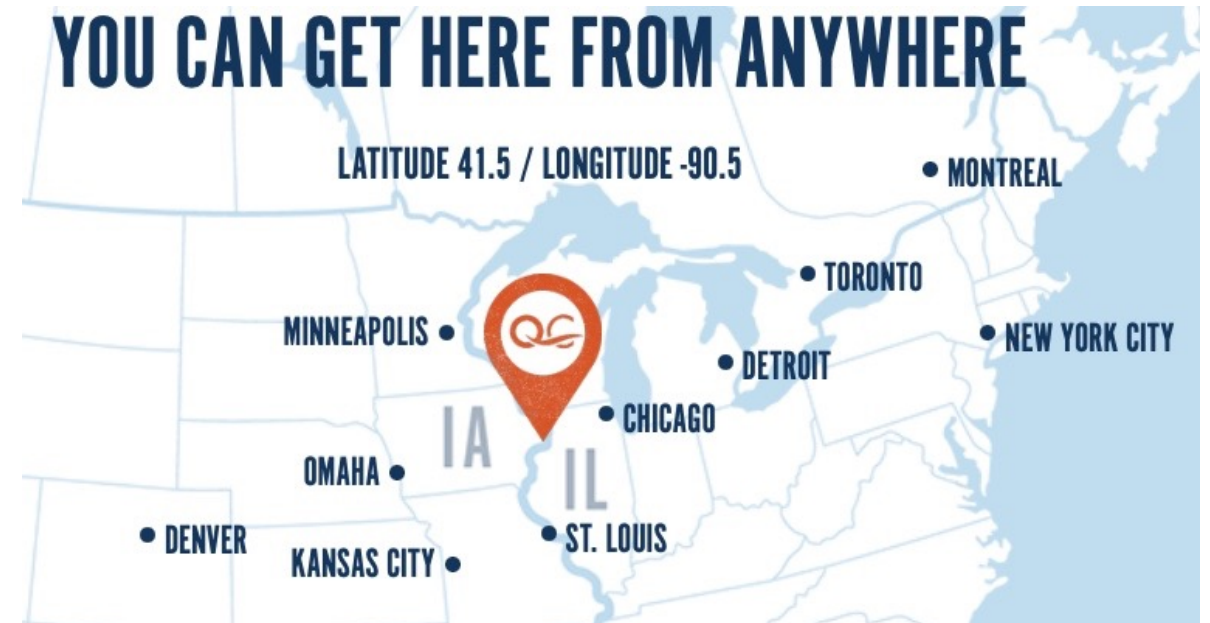 YOU CAN GET HERE FROM ANYWHERE
LATITUDE 41.5 / LONGITUDE -90.5
MONTREAL
TORONTO
MINNEAPOLIS
QC
NEW YORK CITY
DETROIT
CHICAGO
IA
OMAHA
IL
DENVER
ST. LOUIS
KANSAS CITY